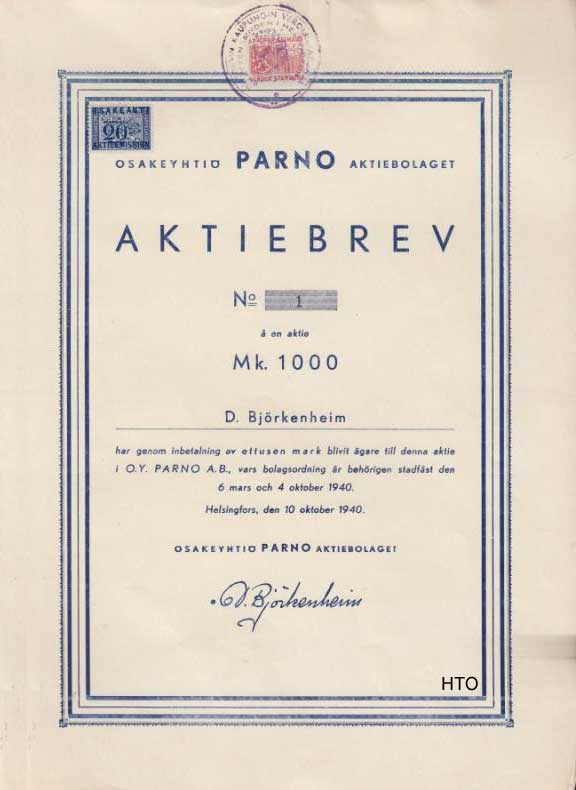 OSAKEANTI
20
AKTIEEMISSION
OSAKEYHTIÖ PARNO AKTIEBOLAGET
AKTIEBREV
No 1
å en aktie
Mk. 1000
D. Björkenheim
har genom inbetalning av ettusen mark blivit ägare till denna aktie
i O.Y. PARNO A.B., vars bolagsordning är behörigen stadfäst den
6 mars och 4 oktober 1940.
Helsingfors, den 10 oktober 1940.
OSAKEYHTIÖ PARNO AKTIEBOLAGET
D. Björkenheim
HTO